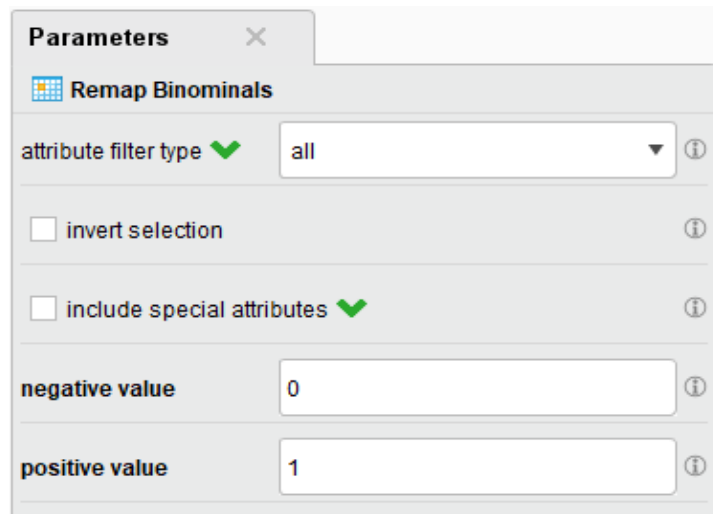 Parameters
Remap Binominals
attribute filter type all
invert selection
include special attributes
negative value 0
positive value 1